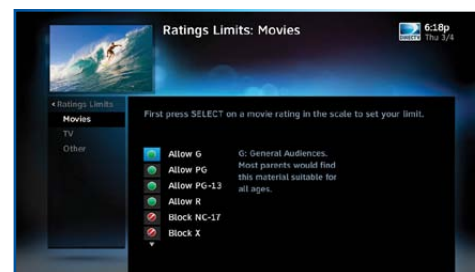 Ratings Limits: Movies
DIRECTV
6:18p
Thu 3/4
Ratings Limits
Movies
TV
Other
First press SELECT on a movie rating in the scale to set your limit.
Allow G
Allow PG
Allow PG-13
Allow R
Block NC-17
Block X
G: General Audiences.
Most parents would find
this material suitable for
all ages.